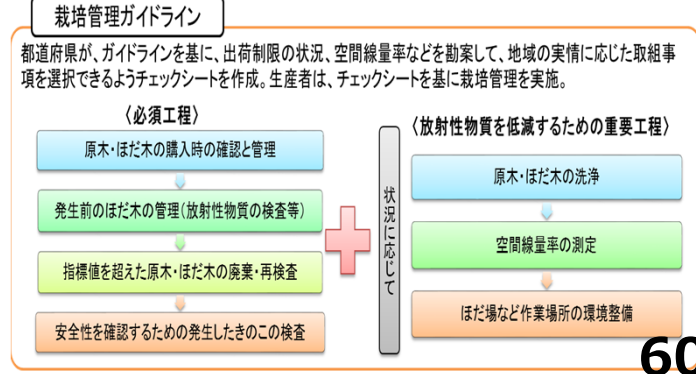 栽培管理ガイドライン
都道府県が、ガイドラインを基に、出荷制限の状況、空間線量率などを勘案して、地域の実情に応じた取組事
項を選択できるようチェックシートを作成。生産者は、チェックシートを基に栽培管理を実施。
〈必須工程〉
原木・ほだ木の購入時の確認と管理
発生前のほだ木の管理(放射性物質の検査等)
指標値を超えた原木・ほだ木の廃棄・再検査
安全性を確認するための発生したきのこの検査
状況に応じて
〈放射性物質を低減するための重要工程〉
原木・ほだ木の洗浄
空間線量率の測定
ほだ場など作業場所の環境整備
60